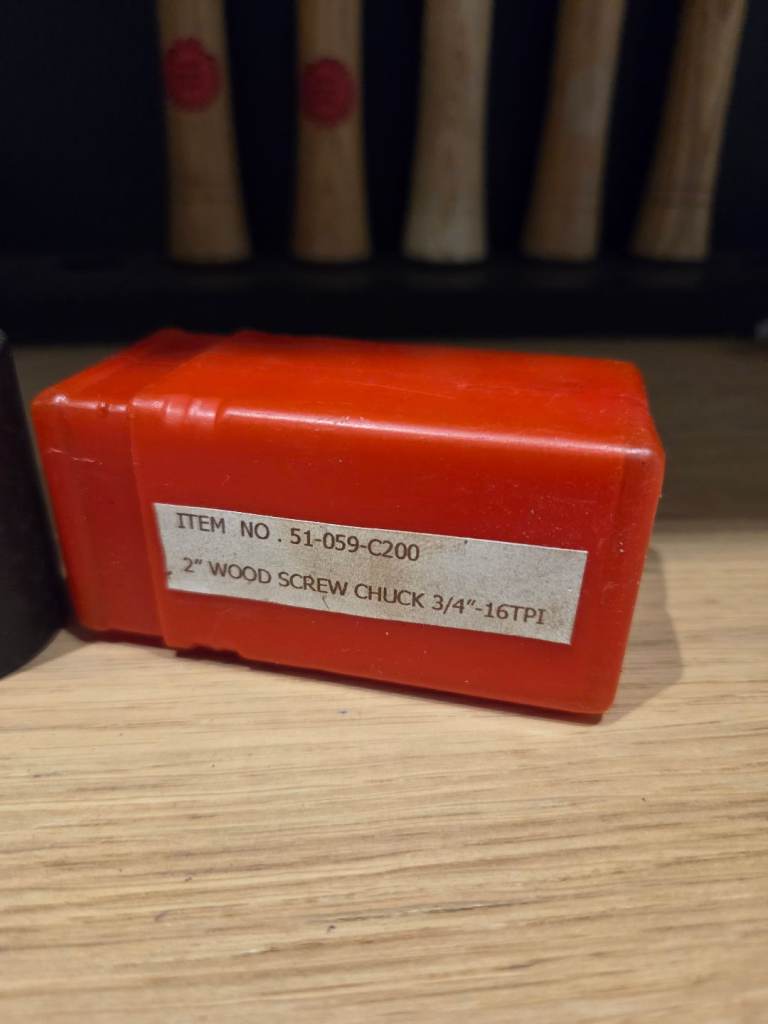 ITEM NO . 51-059-C200
2" WOOD SCREW CHUCK 3/4"-16TPI